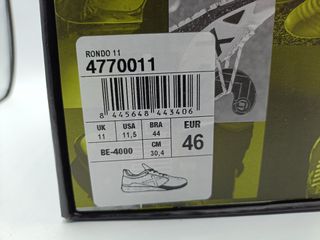 RONDO 11
4770011
8 445648 443406
UK USA BRA EUR
11 11,5 44 46
BE-4000 CM
30,4